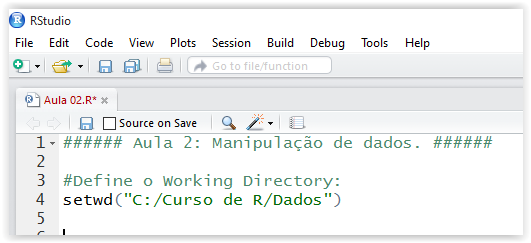 RStudio
File Edit Code View Plots Session Build Debug Tools Help
Go to file/function
Aula 02.R*
Source on Save
1 ###### Aula 2: Manipulação de dados. ######
2
3 #Define o Working Directory:
4 setwd("C:/Curso de R/Dados")
5
6